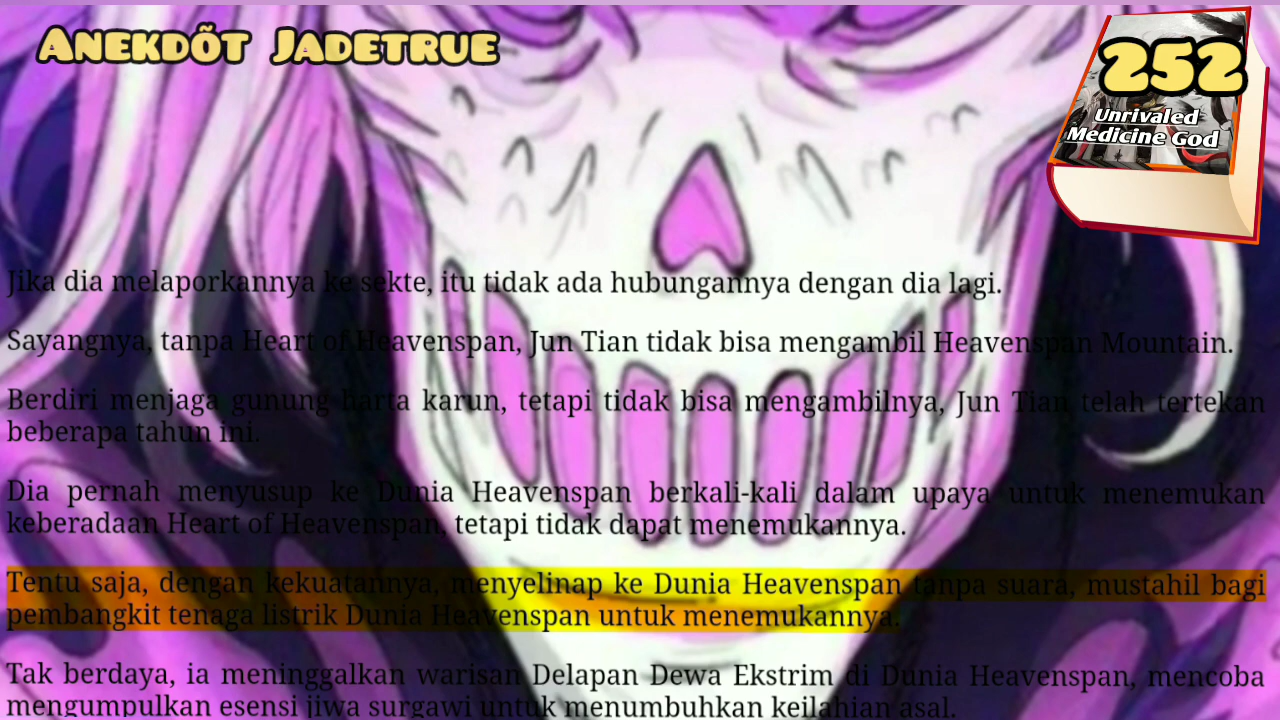 Anekdõt Jadetrue
252
Unrivaled
Medicine God
Jika dia melaporkannya ke sekte, itu tidak ada hubungannya dengan dia lagi.
Sayangnya, tanpa Heart of Heavenspan, Jun Tian tidak bisa mengambil Heavenspan Mountain.
Berdiri menjaga gunung harta karun, tetapi tidak bisa mengambilnya, Jun Tian telah tertekan
beberapa tahun ini.
Dia pernah menyusup ke Dunia Heavenspan berkali-kali dalam upaya untuk menemukan
keberadaan Heart of Heavenspan, tetapi tidak dapat menemukannya.
Tentu saja, dengan kekuatannya, menyelinap ke Dunia Heavenspan tanpa suara, mustahil bagi
pembangkit tenaga listrik Dunia Heavenspan untuk menemukannya.
Tak berdaya, ia meninggalkan warisan Delapan Dewa Ekstrim di Dunia Heavenspan, mencoba
mengumpulkan esensi jiwa surgawi untuk menumbuhkan keilahian asal.